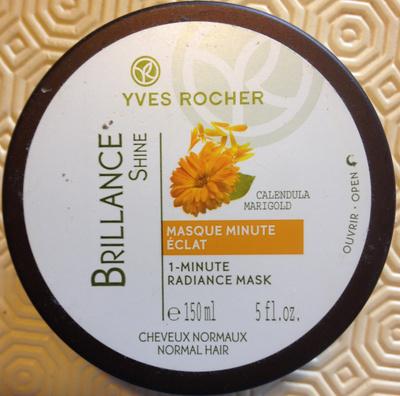 YVES ROCHER
BRILLANCE
SHINE
CALENDULA
MARIGOLD
MASQUE MINUTE
ÉCLAT
1-MINUTE
RADIANCE MASK
e 150 ml 5 fl.oz.
CHEVEUX NORMAUX
NORMAL HAIR
OUVRIR · OPEN